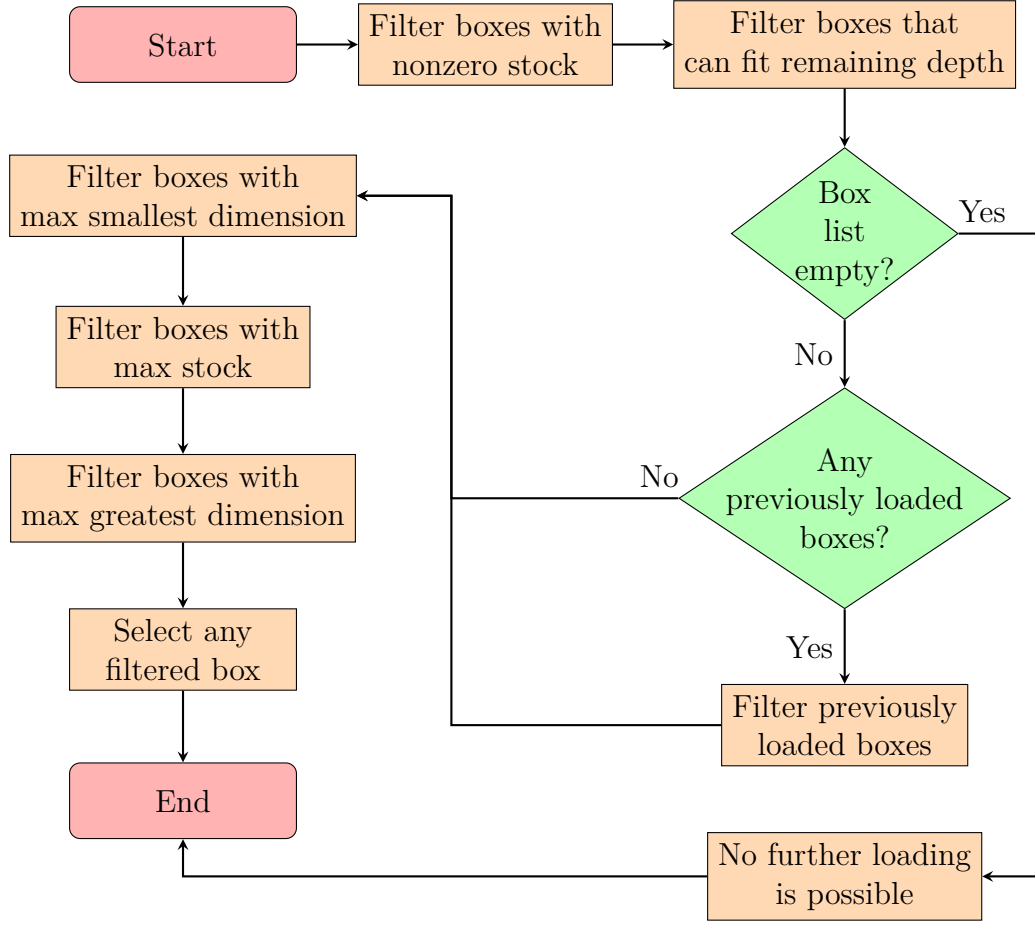 Start
Filter boxes with
nonzero stock
Filter boxes that
can fit remaining depth
Box
list
empty?
Yes
No
Any
previously loaded
boxes?
No
Yes
Filter previously
loaded boxes
No further loading
is possible
Filter boxes with
max smallest dimension
Filter boxes with
max stock
Filter boxes with
max greatest dimension
Select any
filtered box
End